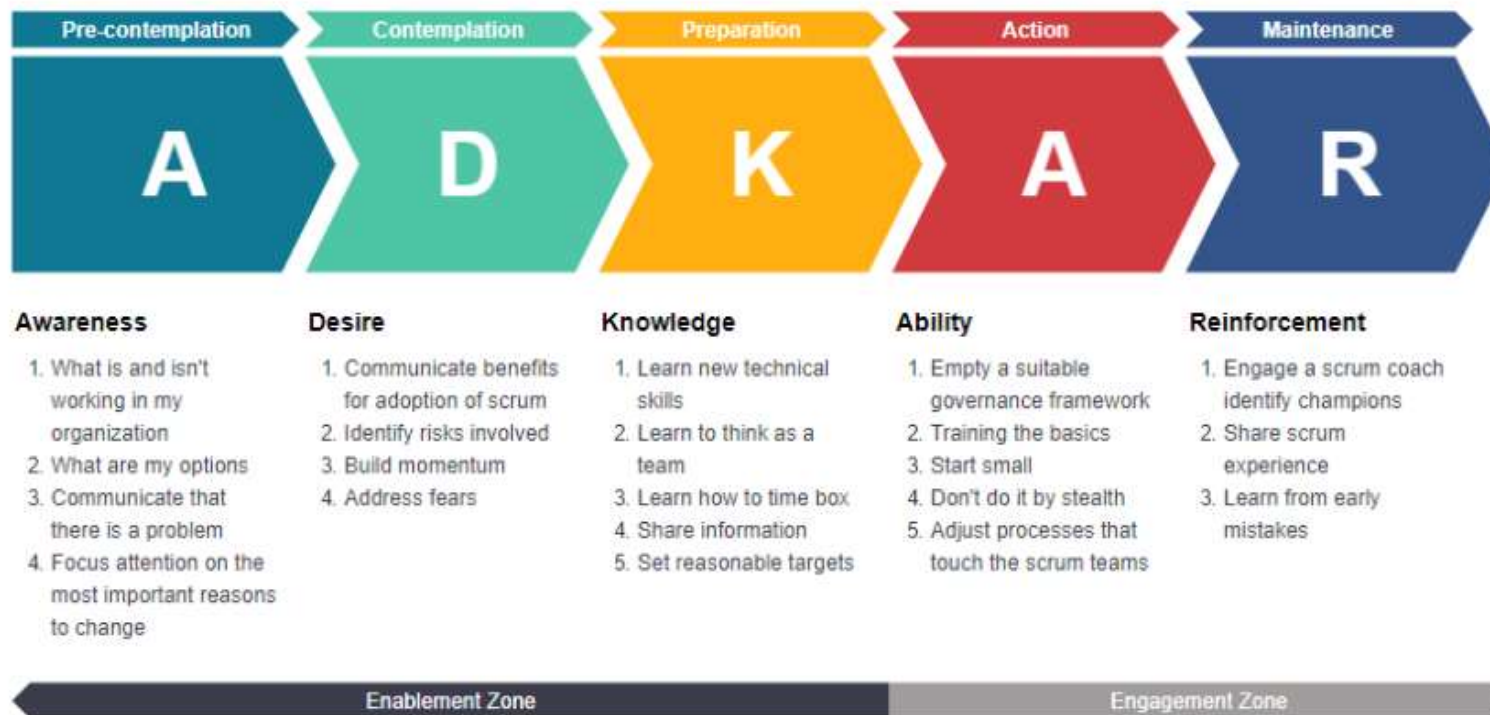 Pre-contemplation
Contemplation
Preparation
Action
Maintenance
A
D
K
A
R
Awareness
1. What is and isn't
working in my
organization
2. What are my options
3. Communicate that
there is a problem
4. Focus attention on the
most important reasons
to change
Desire
1. Communicate benefits
for adoption of scrum
2. Identify risks involved
3. Build momentum
4. Address fears
Knowledge
1. Learn new technical
skills
2. Learn to think as a
team
3. Learn how to time box
4. Share information
5. Set reasonable targets
Ability
1. Empty a suitable
governance framework
2. Training the basics
3. Start small
4. Don't do it by stealth
5. Adjust processes that
touch the scrum teams
Reinforcement
1. Engage a scrum coach
identify champions
2. Share scrum
experience
3. Learn from early
mistakes
Enablement Zone
Engagement Zone